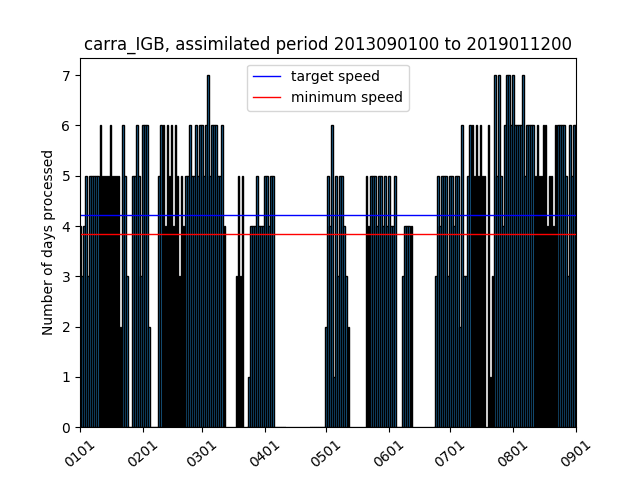 carra_IGB, assimilated period 2013090100 to 2019011200
target speed
minimum speed
Number of days processed
7
6
5
4
3
2
1
0
0101 0201 0301 0401 0501 0601 0701 0801 0901